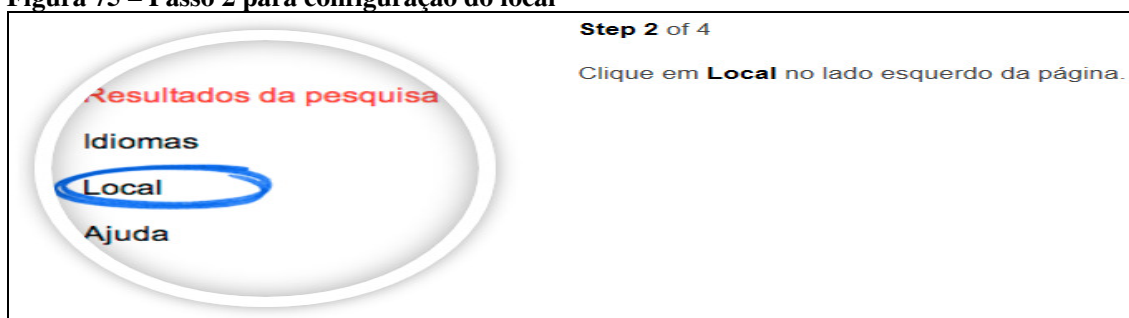 Figura 75 – Passo 2 para configuração do local
Step 2 of 4
Clique em Local no lado esquerdo da página.
Resultados da pesquisa
Idiomas
Local
Ajuda